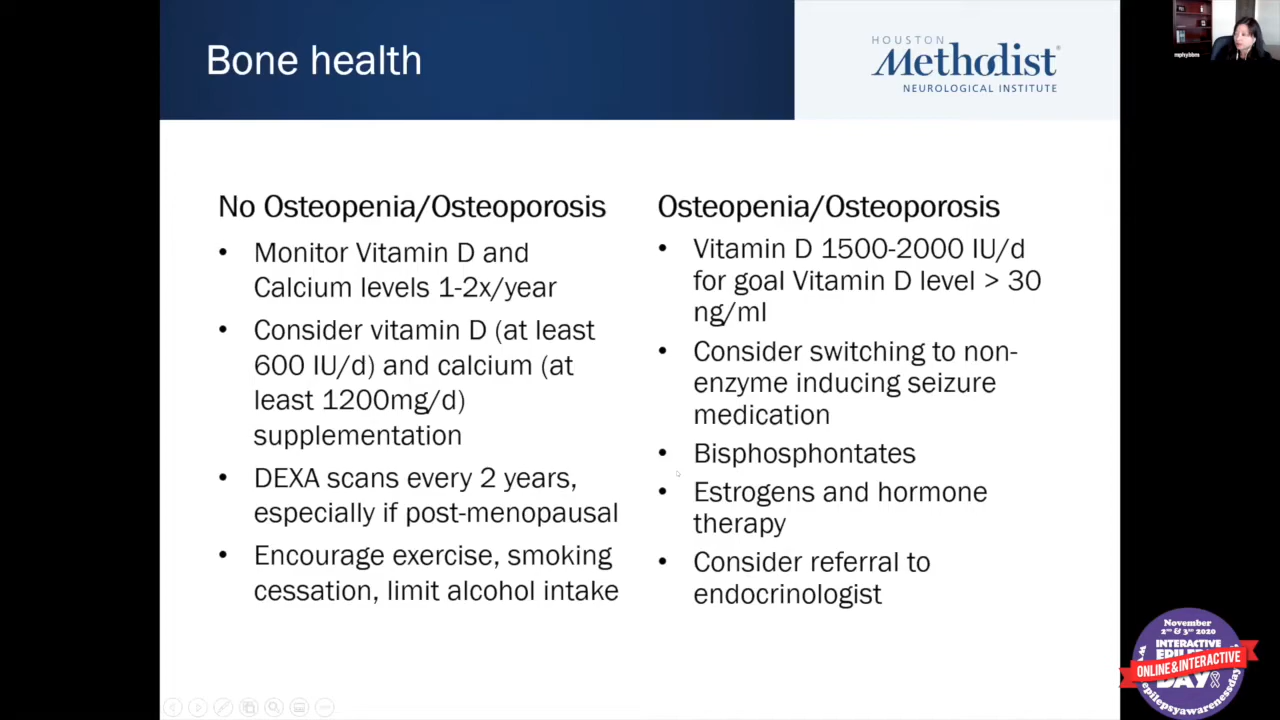 Bone health
HOUSTON
Methodist
NEUROLOGICAL INSTITUTE
No Osteopenia/Osteoporosis
• Monitor Vitamin D and
Calcium levels 1-2x/year
• Consider vitamin D (at least
600 IU/d) and calcium (at
least 1200mg/d)
supplementation
• DEXA scans every 2 years,
especially if post-menopausal
• Encourage exercise, smoking
cessation, limit alcohol intake
Osteopenia/Osteoporosis
• Vitamin D 1500-2000 IU/d
for goal Vitamin D level > 30
ng/ml
• Consider switching to non-
enzyme inducing seizure
medication
• Bisphosphontates
• Estrogens and hormone
therapy
• Consider referral to
endocrinologist
November
2ND & 3RD 2020
INTERACTIVE
ONLINE & INTERACTIVE
DAY
epilepsyawarenessday